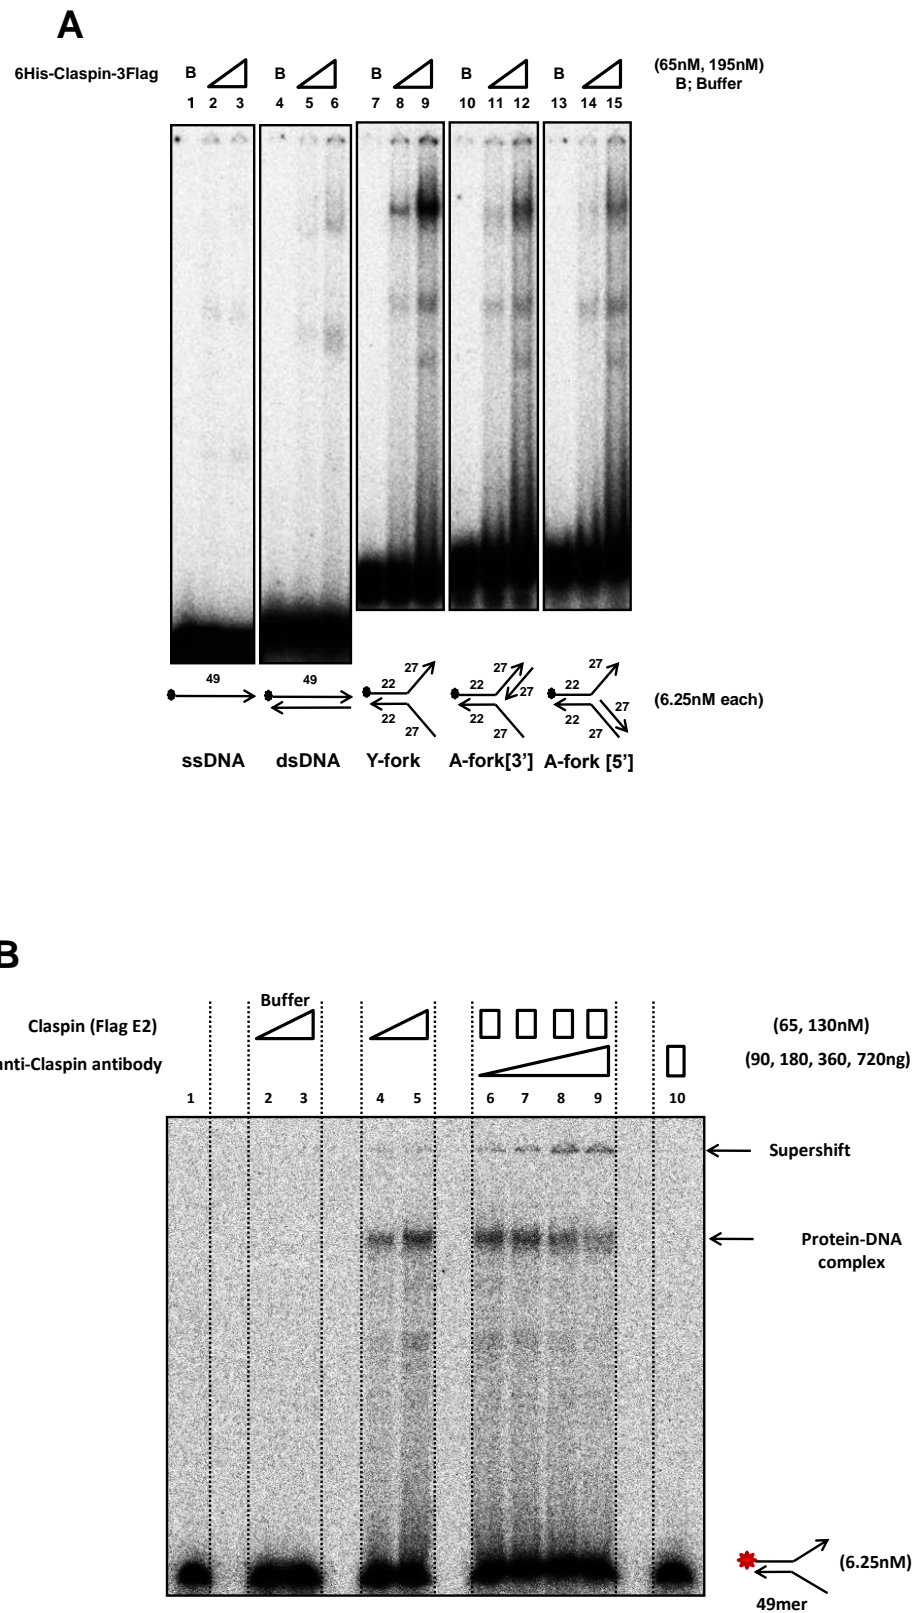 A
6His-Claspin-3Flag
B B B B B
(65nM, 195nM)
B; Buffer
1 2 3 4 5 6 7 8 9 10 11 12 13 14 15
49 49
27 22 22 27
27 22 27 22 27
27 22 27 22 27
(6.25nM each)
ssDNA dsDNA Y-fork A-fork[3'] A-fork [5']
B
Buffer
Claspin (Flag E2)
(65, 130nM)
anti-Claspin antibody
(90, 180, 360, 720ng)
1 2 3 4 5 6 7 8 9 10
Supershift
Protein-DNA
complex
(6.25nM)
49mer